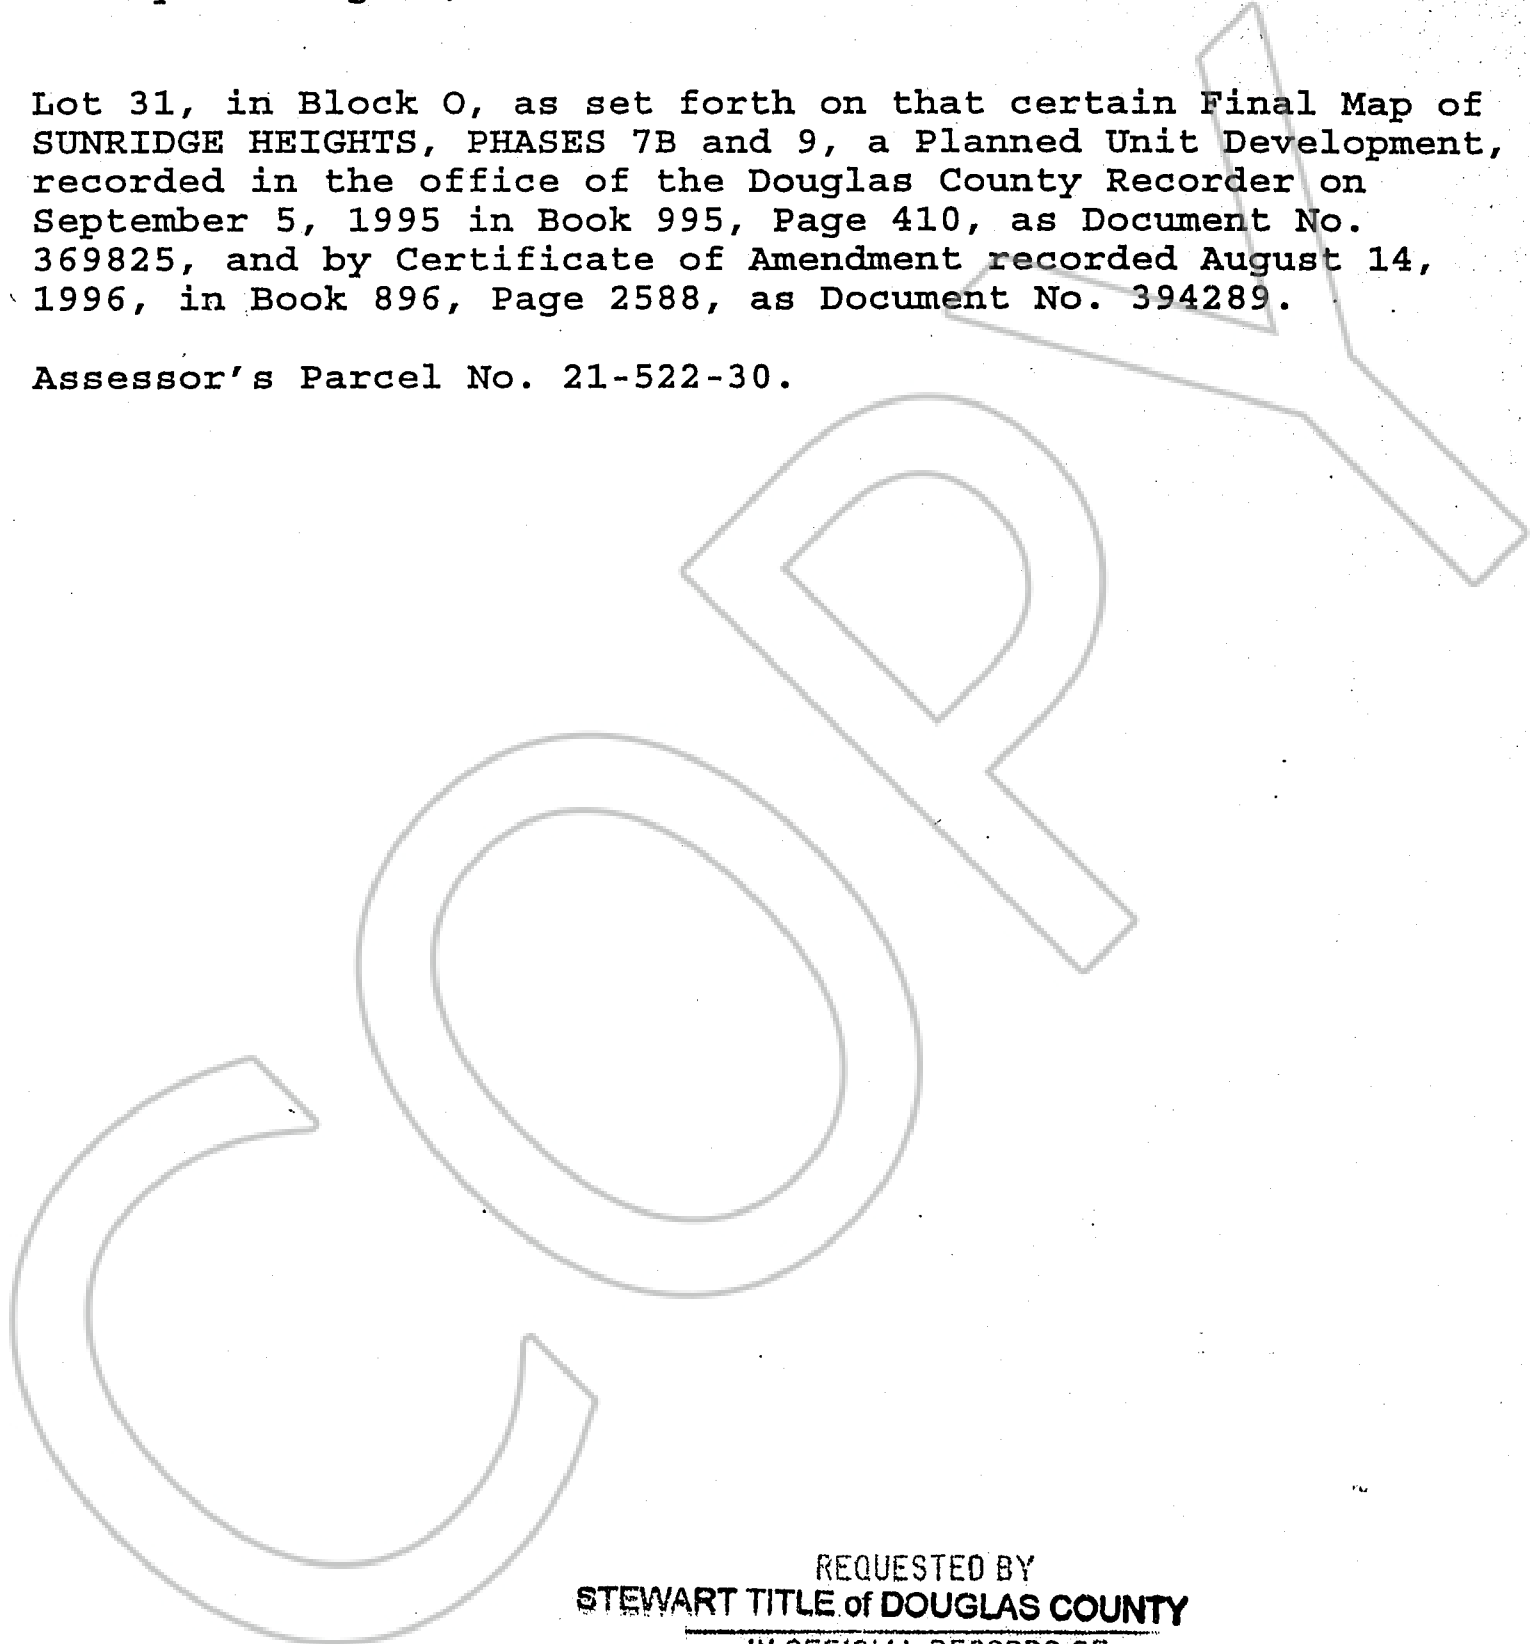 Lot 31, in Block O, as set forth on that certain Final Map of
SUNRIDGE HEIGHTS, PHASES 7B and 9, a Planned Unit Development,
recorded in the office of the Douglas County Recorder on
September 5, 1995 in Book 995, Page 410, as Document No.
369825, and by Certificate of Amendment recorded August 14,
1996, in Book 896, Page 2588, as Document No. 394289.
Assessor's Parcel No. 21-522-30.
COPY
REQUESTED BY
STEWART TITLE of DOUGLAS COUNTY